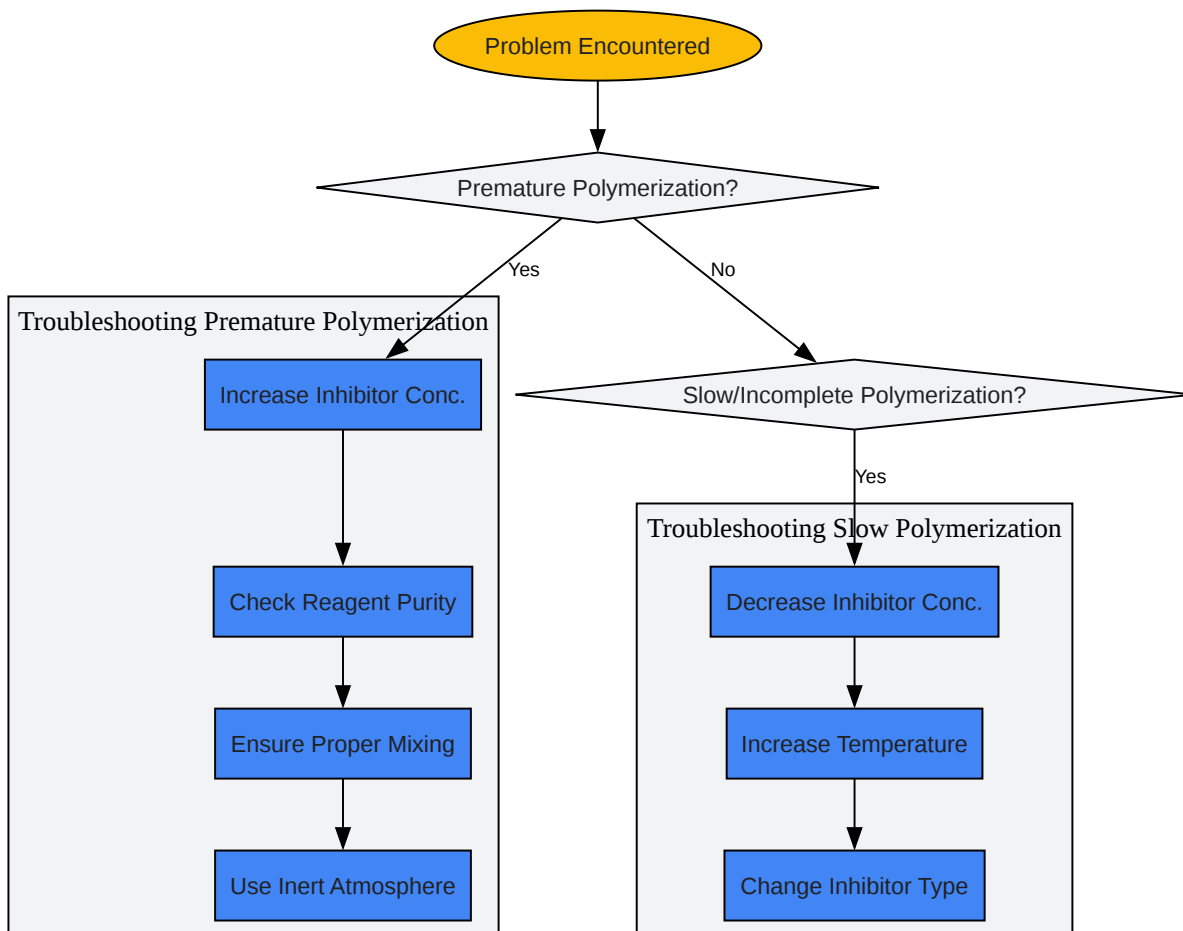 Problem Encountered
Premature Polymerization?
Yes
No
Troubleshooting Premature Polymerization
Increase Inhibitor Conc.
Check Reagent Purity
Ensure Proper Mixing
Use Inert Atmosphere
Slow/Incomplete Polymerization?
Yes
Troubleshooting Slow Polymerization
Decrease Inhibitor Conc.
Increase Temperature
Change Inhibitor Type